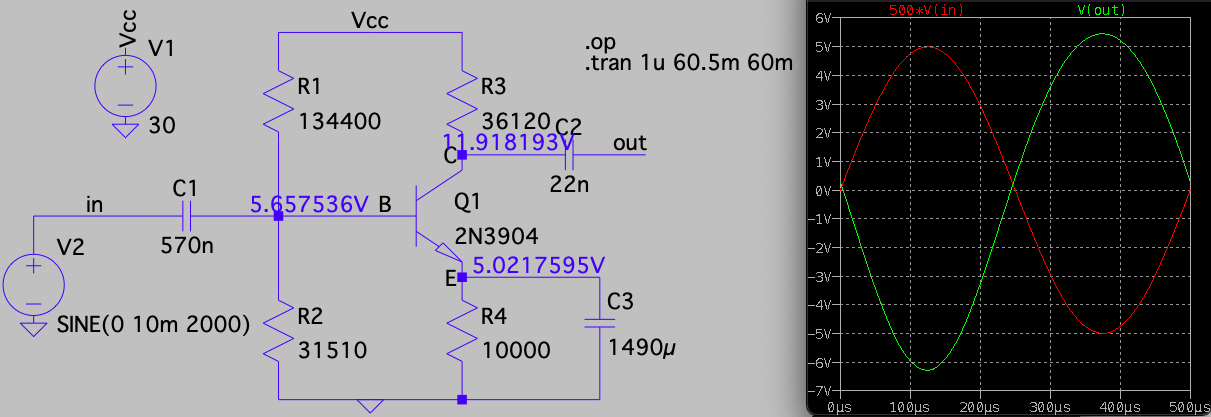 Vcc
V1
30
Vcc
.op
.tran 1u 60.5m 60m
R1
134400
R3
36120
C2
11.918193V
C
out
22n
C1
in
570n
5.657536V
B
Q1
2N3904
V2
SINE(0 10m 2000)
5.0217595V
E
C3
1490µ
R2
31510
R4
10000
500*V(in)
V(out)
6V
5V
4V
3V
2V
1V
0V
-1V
-2V
-3V
-4V
-5V
-6V
-7V
0µs
100µs
200µs
300µs
400µs
500µs